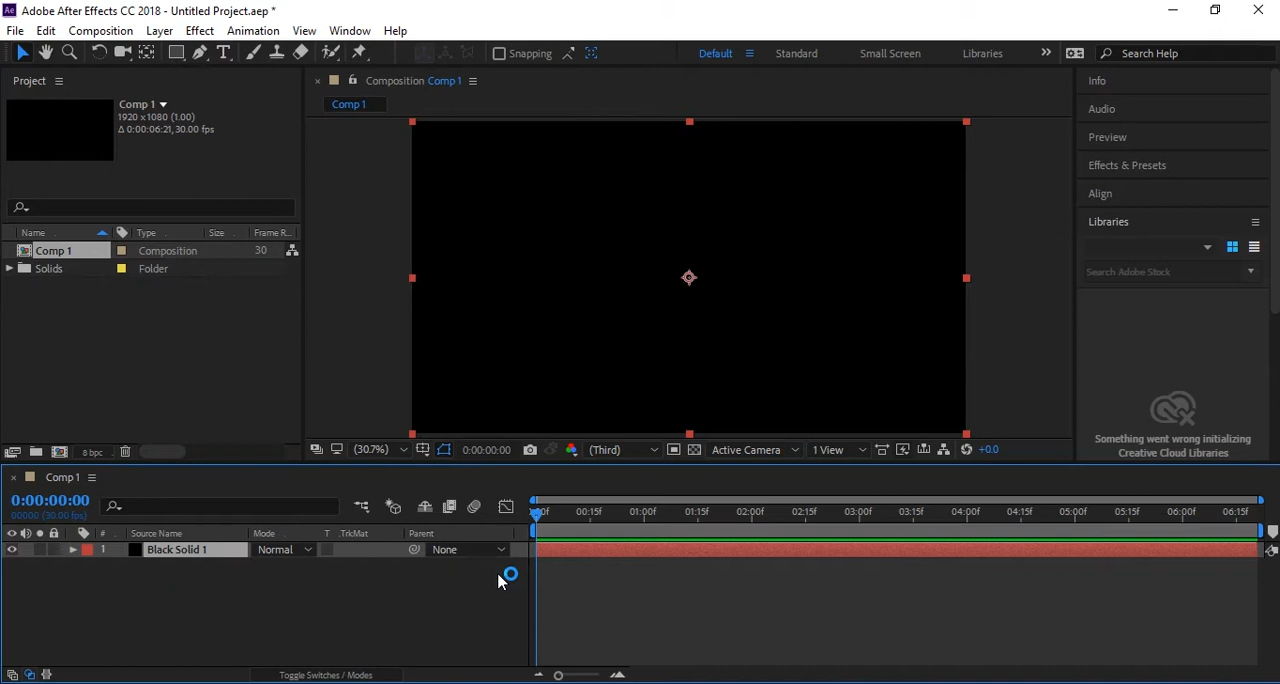 Ae Adobe After Effects CC 2018 - Untitled Project.aep *
File Edit Composition Layer Effect Animation View Window Help
T Snapping Default Standard Small Screen Libraries Search Help
Project
Comp 1
1920 x1080 (1.00)
Δ 0:00:06:21, 30.00 fps
Name Type Size Frame R...
Comp 1 Composition 30
Solids Folder
8 bpc
Composition Comp 1
Comp 1
(30.7%) 0:00:00:00 (Third) Active Camera 1 View +0.0
Info
Audio
Preview
Effects & Presets
Align
Libraries
Search Adobe Stock
Something went wrong initializing
Creative Cloud Libraries
Comp 1
0:00:00:00
00000 (30.00 fps)
:00f 00:15f 01:00f 01:15f 02:00f 02:15f 03:00f 03:15f 04:00f 04:15f 05:00f 05:15f 06:00f 06:15f
# Source Name Mode T .TrkMat Parent
1 Black Solid 1 Normal None
Toggle Switches / Modes